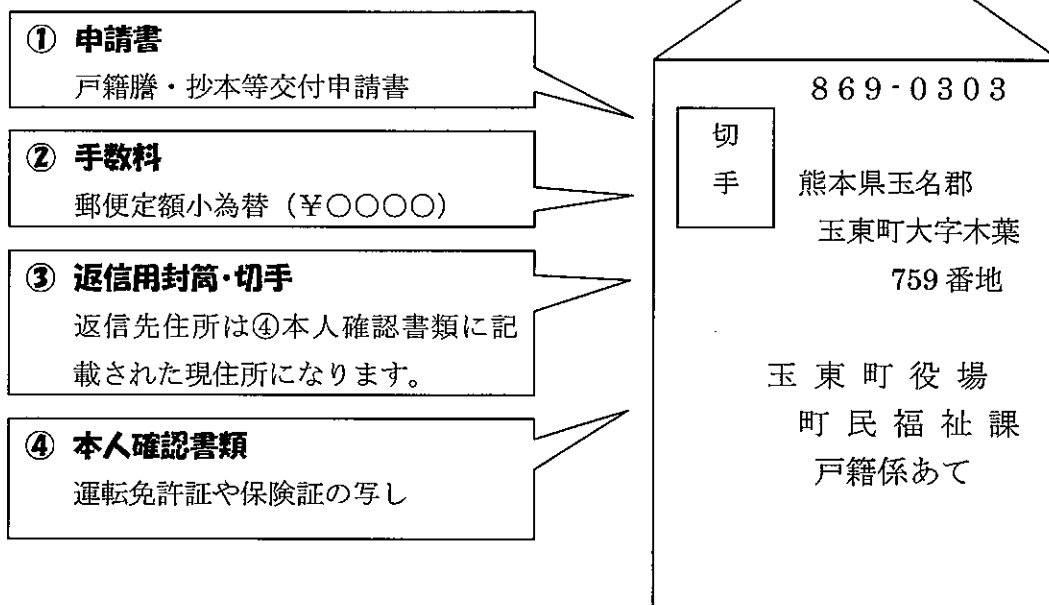 ① 申請書
戸籍謄・抄本等交付申請書
② 手数料
郵便定額小為替（￥○○○○）
③ 返信用封筒・切手
返信先住所は④本人確認書類に記
載された現住所になります。
④ 本人確認書類
運転免許証や保険証の写し
869-0303
切
手
熊本県玉名郡
玉東町大字木葉
759番地
玉東町役場
町民福祉課
戸籍係あて